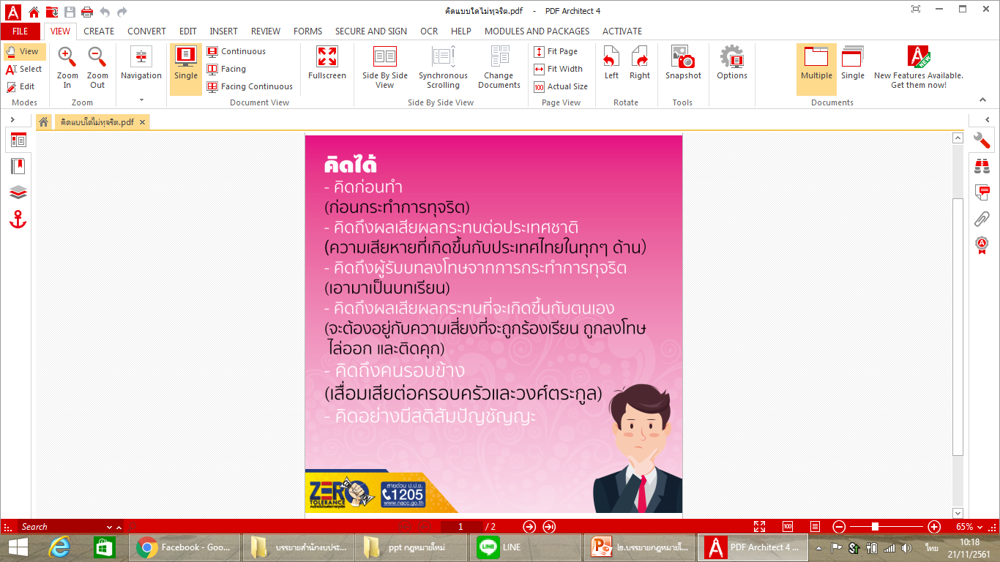 คิดแบบใดไม่ทุจริต.pdf - PDF Architect 4
FILE VIEW CREATE CONVERT EDIT INSERT REVIEW FORMS SECURE AND SIGN OCR HELP MODULES AND PACKAGES ACTIVATE
View
Select
Edit
Modes
Zoom In
Zoom Out
Zoom
Navigation
Single
Continuous
Facing
Facing Continuous
Document View
Fullscreen
Side By Side View
Synchronous Scrolling
Change Documents
Side By Side View
Fit Page
Fit Width
100 Actual Size
Page View
Left
Right
Rotate
Snapshot
Tools
Options
Multiple
Single
Documents
NEW
New Features Available.
Get them now!
คิดแบบใดไม่ทุจริต.pdf
คิดได้
- คิดก่อนทำ
(ก่อนกระทำการทุจริต)
- คิดถึงผลเสียผลกระทบต่อประเทศชาติ
(ความเสียหายที่เกิดขึ้นกับประเทศไทยในทุกๆ ด้าน)
- คิดถึงผู้รับบทลงโทษจากการกระทำการทุจริต
(เอามาเป็นบทเรียน)
- คิดถึงผลเสียผลกระทบที่จะเกิดขึ้นกับตนเอง
(จะต้องอยู่กับความเสี่ยงที่จะถูกร้องเรียน ถูกลงโทษ
ไล่ออก และติดคุก)
- คิดถึงคนรอบข้าง
(เสื่อมเสียต่อครอบครัวและวงศ์ตระกูล)
- คิดอย่างมีสติสัมปัญชัญญะ
ZERO
TOLERANCE
คนไทยไม่ทนต่อการทุจริต
สายด่วน ป.ป.ช.
1205
www.nacc.go.th
Search
1 / 2
100
65%
Facebook - Goo...
บรรยายสำนักงบประ...
ppt กฎหมายใหม่
LINE
๒.บรรยายกฎหมายใ...
PDF Architect 4 ...
ไทย
10:18
21/11/2561